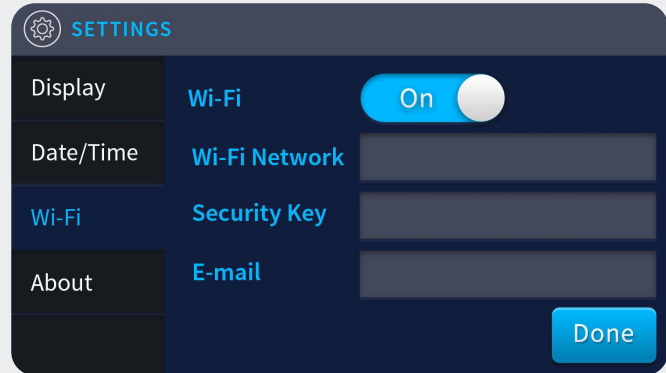 SETTINGS
Display
Date/Time
Wi-Fi
About
Wi-Fi On
Wi-Fi Network
Security Key
E-mail
Done